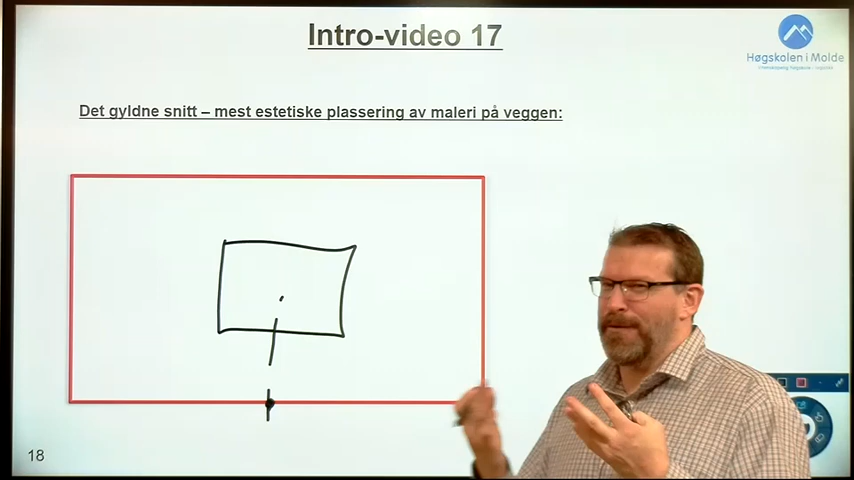 Intro-video 17
Høgskolen i Molde
Det gyldne snitt – mest estetiske plassering av maleri på veggen:
18